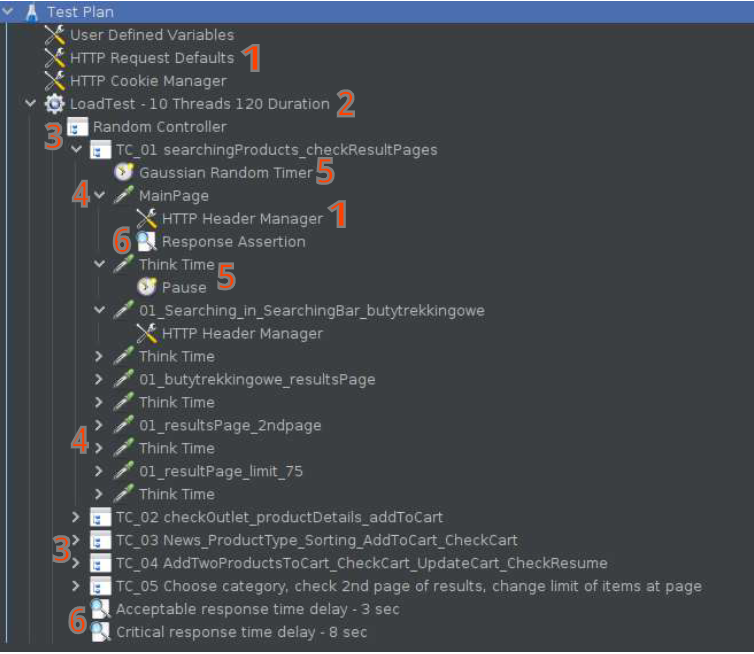 Test Plan
User Defined Variables
HTTP Request Defaults 1
HTTP Cookie Manager
LoadTest - 10 Threads 120 Duration 2
3 Random Controller
TC_01 searchingProducts_checkResultPages
Gaussian Random Timer 5
4 MainPage
HTTP Header Manager 1
6 Response Assertion
Think Time
Pause 5
01_Searching_in_SearchingBar_butytrekkingowe
HTTP Header Manager
Think Time
01_butytrekkingowe_resultsPage
Think Time
01_resultsPage_2ndpage
4 Think Time
01_resultPage_limit_75
Think Time
TC_02 checkOutlet_productDetails_addToCart
3 TC_03 News_ProductType_Sorting_AddToCart_CheckCart
TC_04 AddTwoProductsToCart_CheckCart_UpdateCart_CheckResume
TC_05 Choose category, check 2nd page of results, change limit of items at page
6 Acceptable response time delay - 3 sec
Critical response time delay - 8 sec